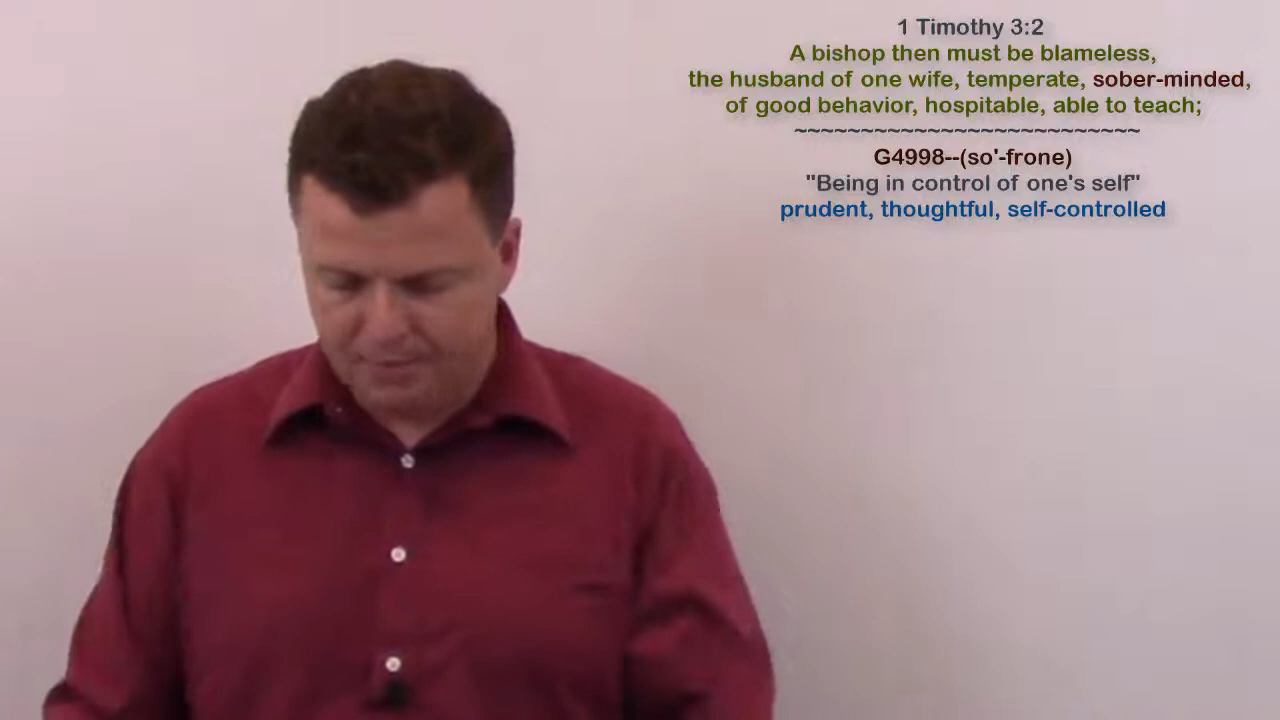 1 Timothy 3:2
A bishop then must be blameless,
the husband of one wife, temperate, sober-minded,
of good behavior, hospitable, able to teach;
~~~~~~~~~~~~~~~~~~~~~~~~~~
G4998--(so'-frone)
"Being in control of one's self"
prudent, thoughtful, self-controlled